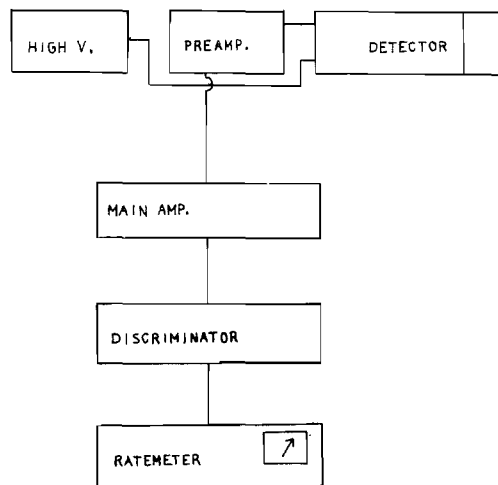 HIGH V.
PREAMP.
DETECTOR
MAIN AMP.
DISCRIMINATOR
RATEMETER